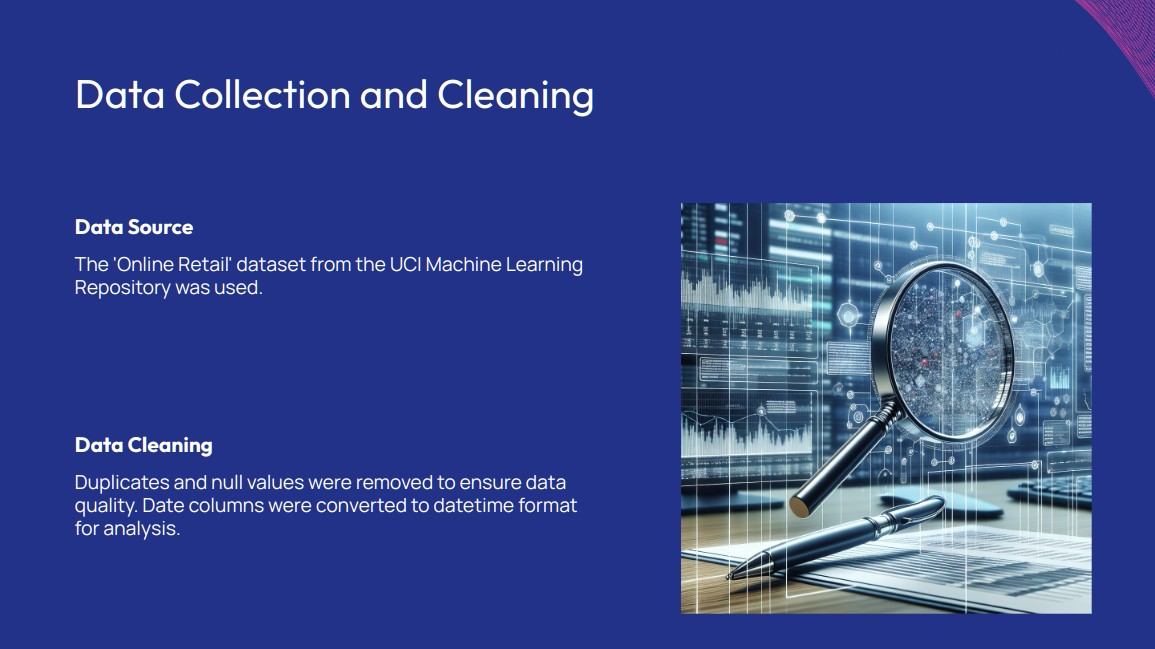 Data Collection and Cleaning
Data Source
The 'Online Retail' dataset from the UCI Machine Learning
Repository was used.
Data Cleaning
Duplicates and null values were removed to ensure data
quality. Date columns were converted to datetime format
for analysis.